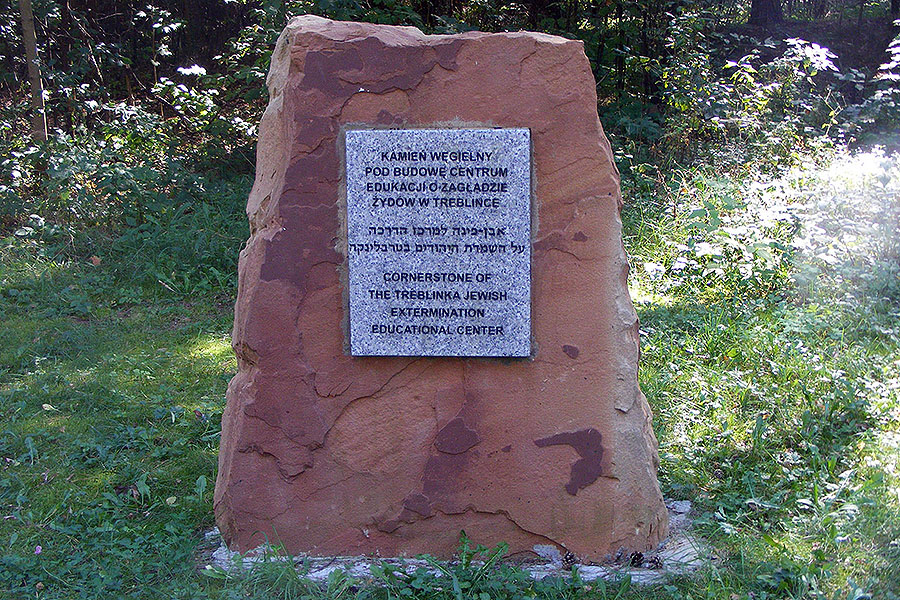 KAMIEŃ WĘGIELNY
POD BUDOWĘ CENTRUM
EDUKACJI O ZAGŁADZIE
ŻYDÓW W TREBLINCE
אבן-פינה למרכז הדרכה
על השמדת היהודים בטרבלינקה
CORNERSTONE OF
THE TREBLINKA JEWISH
EXTERMINATION
EDUCATIONAL CENTER